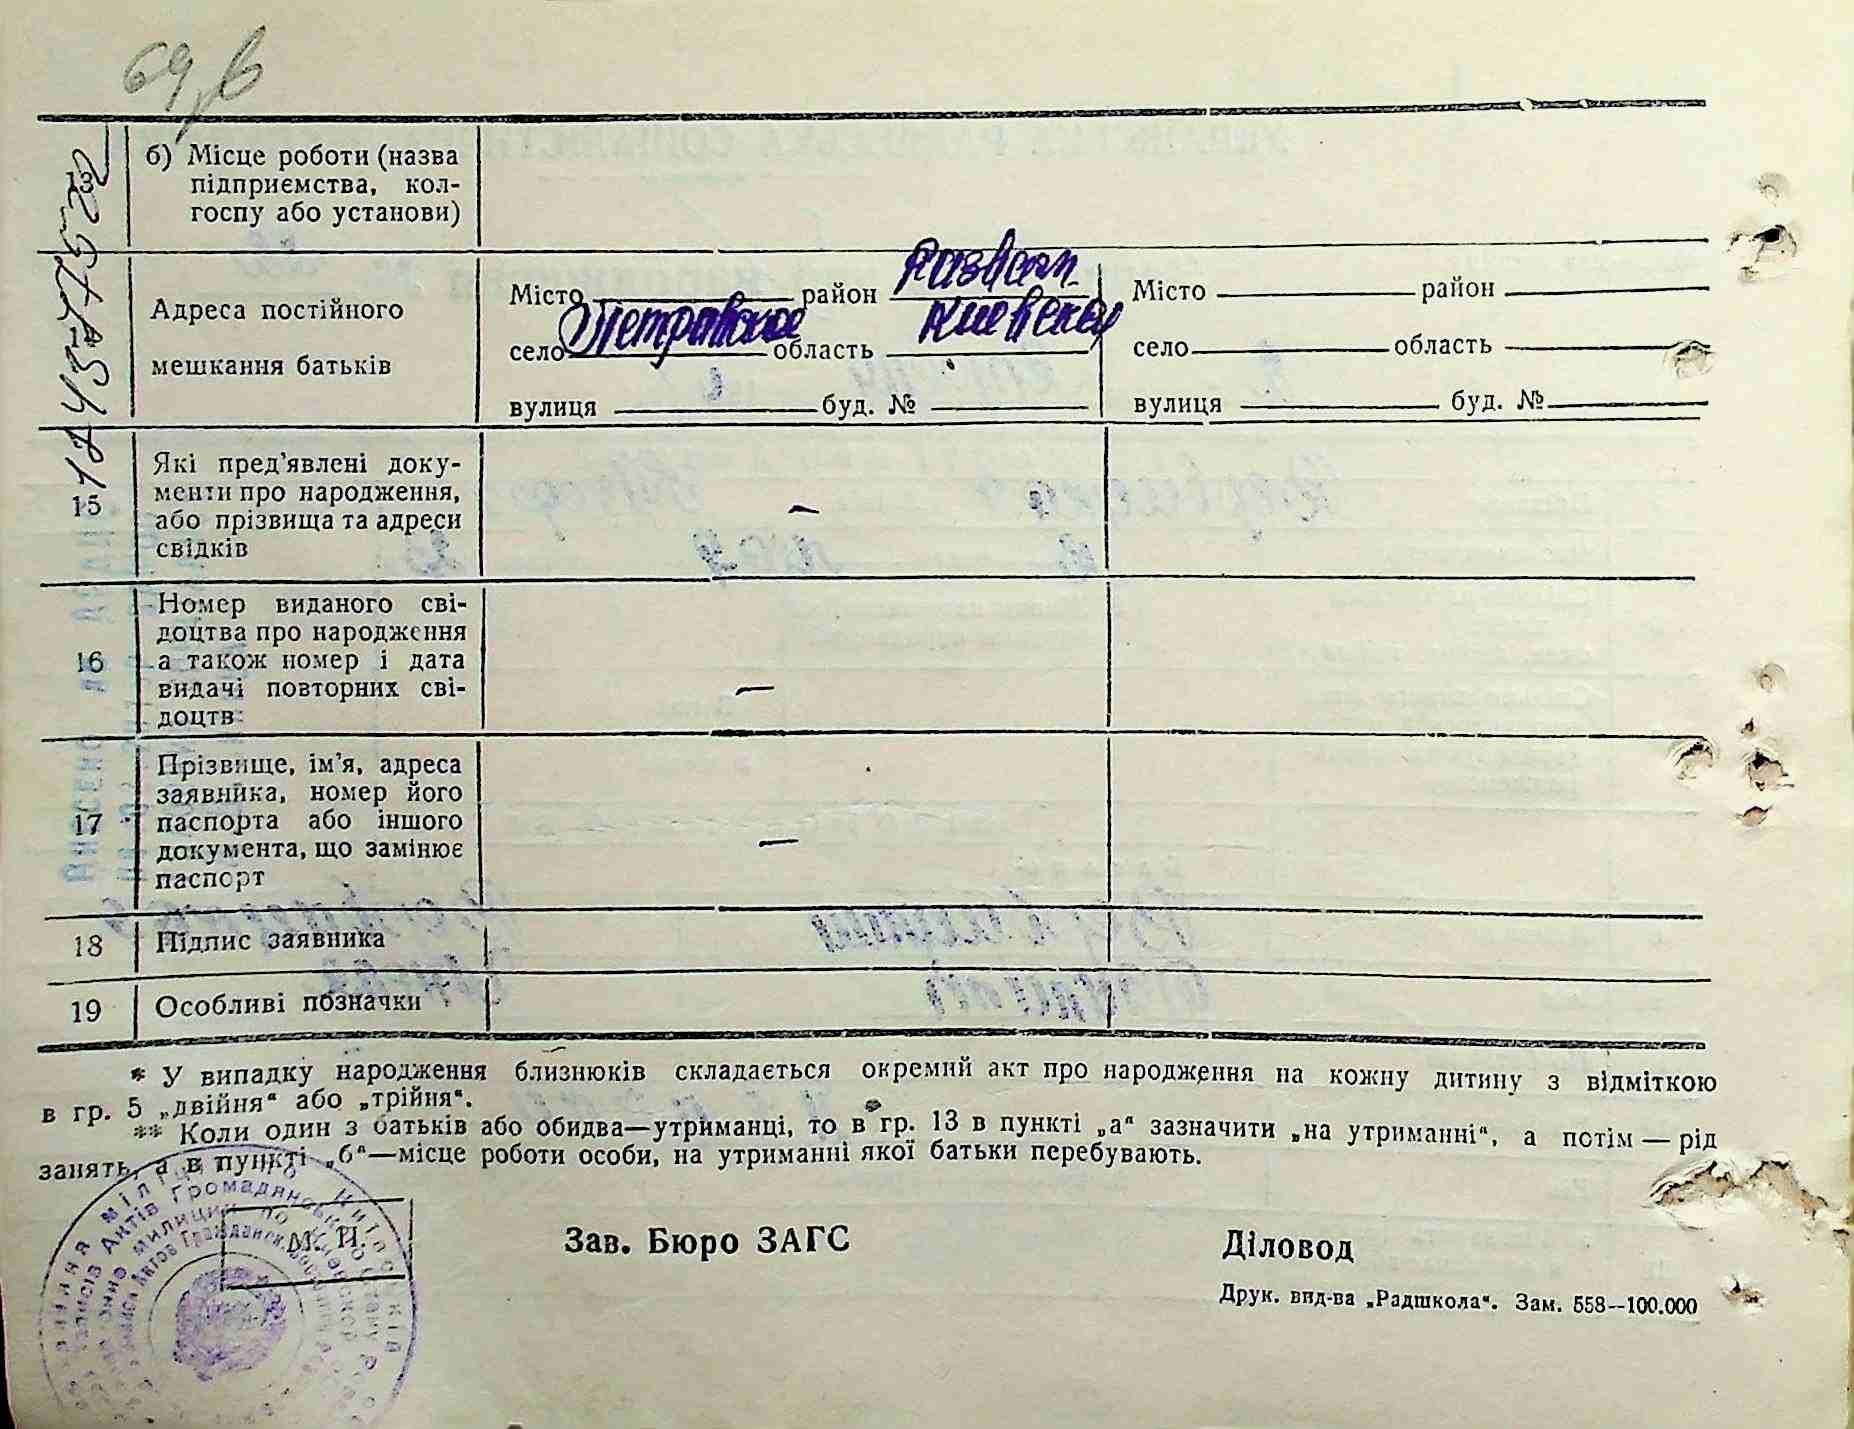 69,в
б) Місце роботи (назва
підприємства, кол-
госпу або установи)
13
Адреса постійного
мешкання батьків
Місто район Розваж.
село Петравское область Киевская
вулиця буд. №
Місто район
село область
вулиця буд. №
15
Які пред'явлені доку-
менти про народження,
або прізвища та адреси
свідків
—
16
Номер виданого сві-
доцтва про народження
а також номер і дата
видачі повторних сві-
доцтв
—
17
Прізвище, ім'я, адреса
заявника, номер його
паспорта або іншого
документа, що замінює
паспорт
—
18 Підпис заявника
19 Особливі позначки
* У випадку народження близнюків складається окремий акт про народження на кожну дитину з відміткою
в гр. 5 „двійня“ або „трійня“.
** Коли один з батьків або обидва—утриманці, то в гр. 13 в пункті „а“ зазначити „на утриманні“, а потім — рід
занять, а в пункті „б“—місце роботи особи, на утриманні якої батьки перебувають.
М. П.
Зав. Бюро ЗАГС
Діловод
Друк. вид-ва „Радшкола“. Зам. 558—100.000